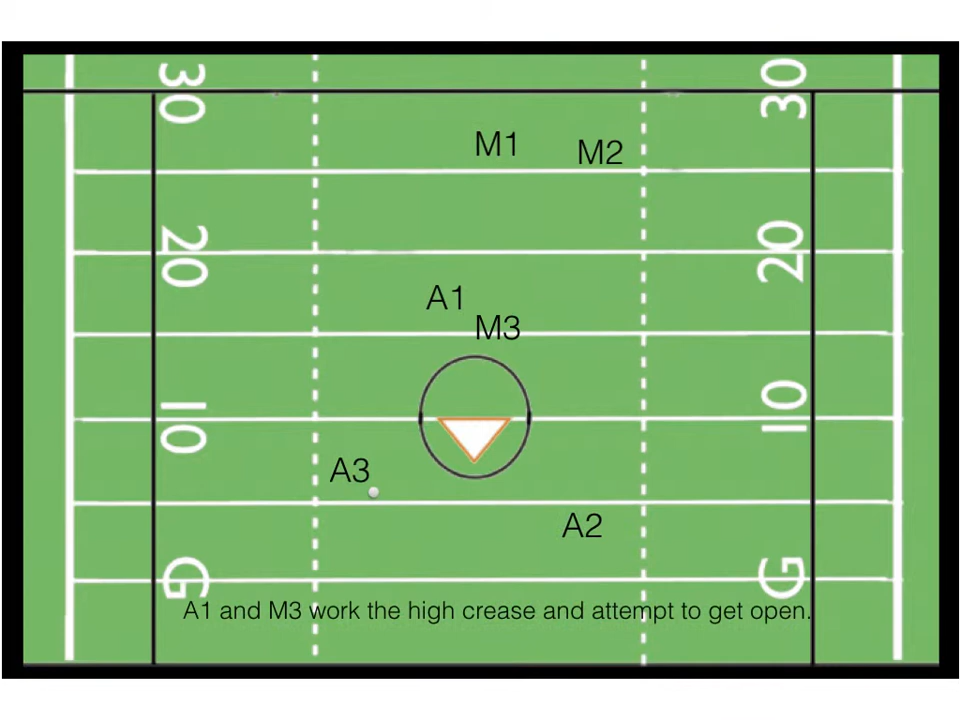 30 30
M1 M2
20 20
A1
M3
10 10
A3
A2
G G
A1 and M3 work the high crease and attempt to get open.